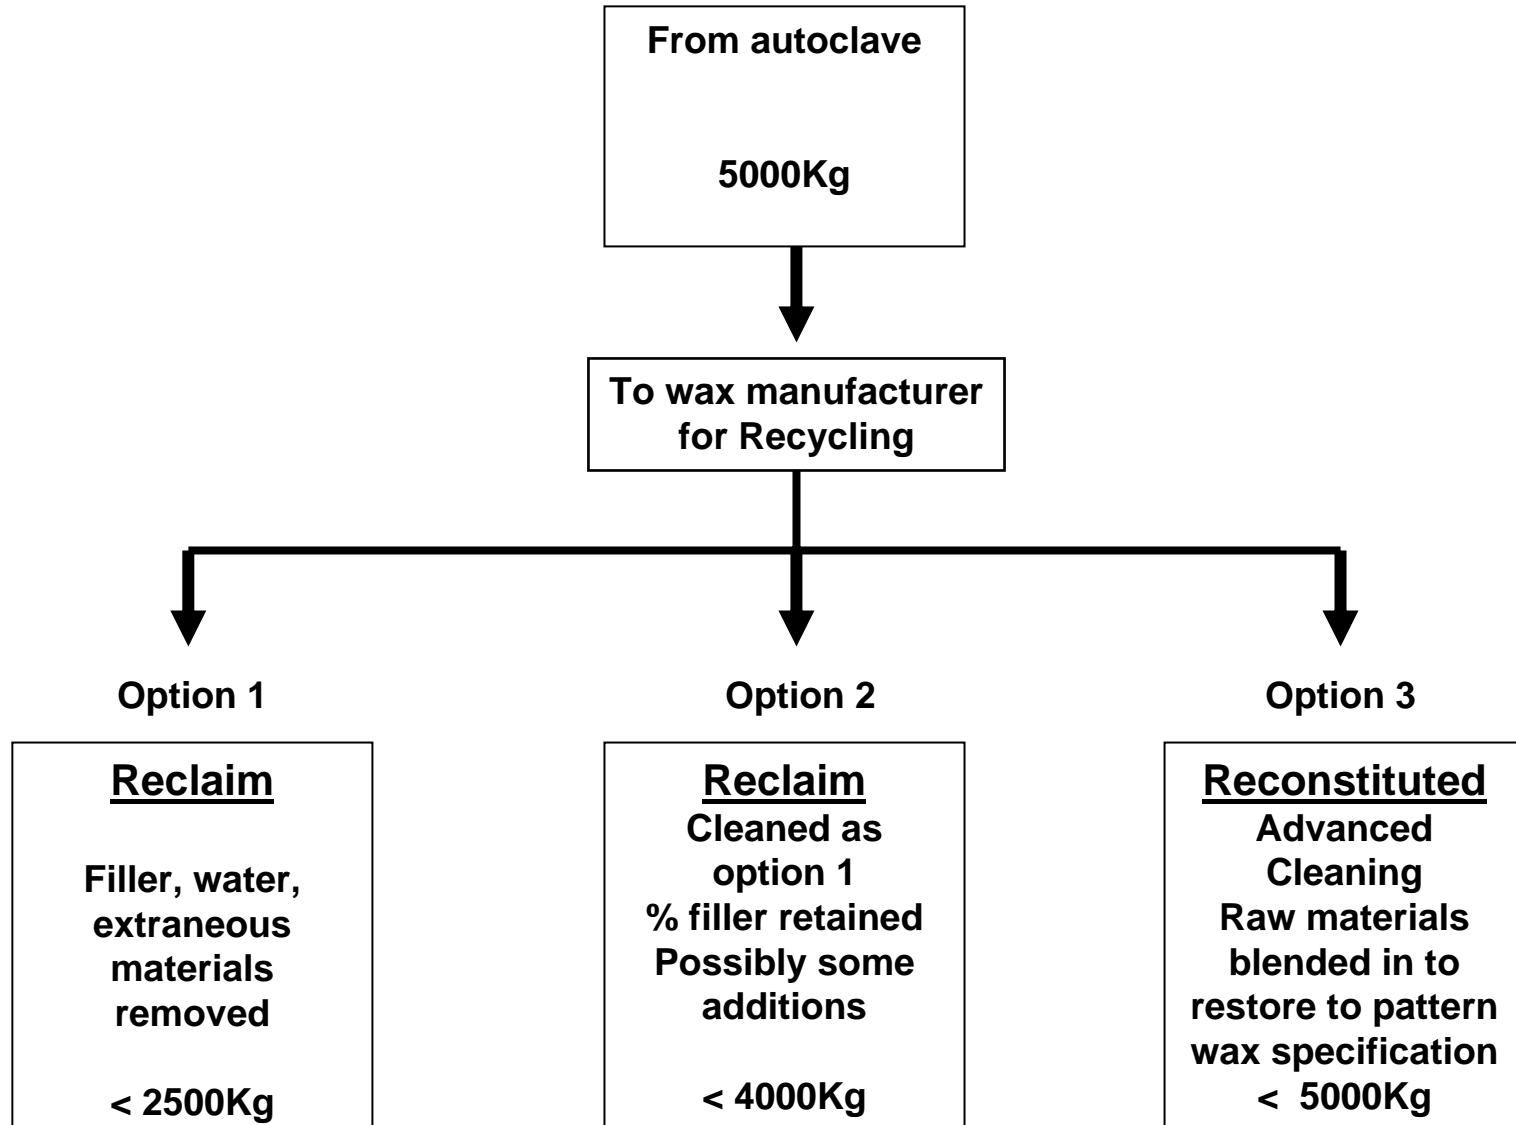 From autoclave
5000Kg
To wax manufacturer
for Recycling
Option 1
Option 2
Option 3
Reclaim
Filler, water,
extraneous
materials
removed
< 2500Kg
Reclaim
Cleaned as
option 1
% filler retained
Possibly some
additions
< 4000Kg
Reconstituted
Advanced
Cleaning
Raw materials
blended in to
restore to pattern
wax specification
< 5000Kg